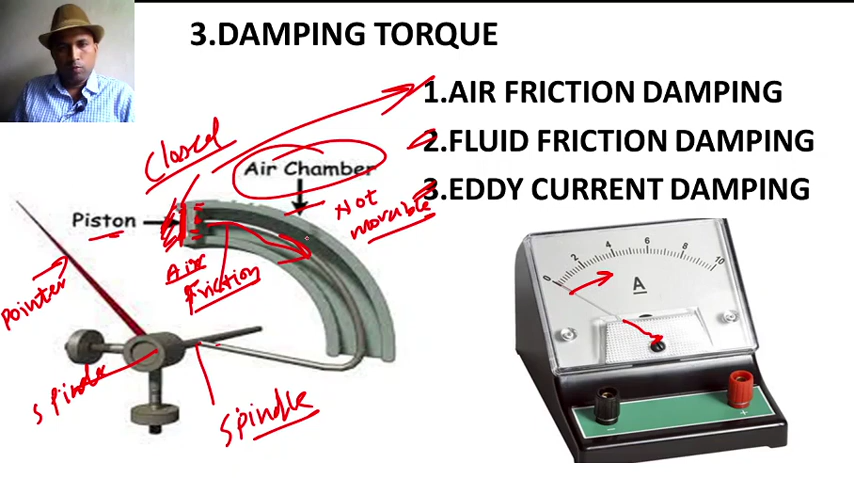 3.DAMPING TORQUE
1.AIR FRICTION DAMPING
2.FLUID FRICTION DAMPING
3.EDDY CURRENT DAMPING
Closed
Air Chamber
Not
movable
Piston
Air
friction
Pointer
Spindle
Spindle
0 2 4 6 8 10
A
- +